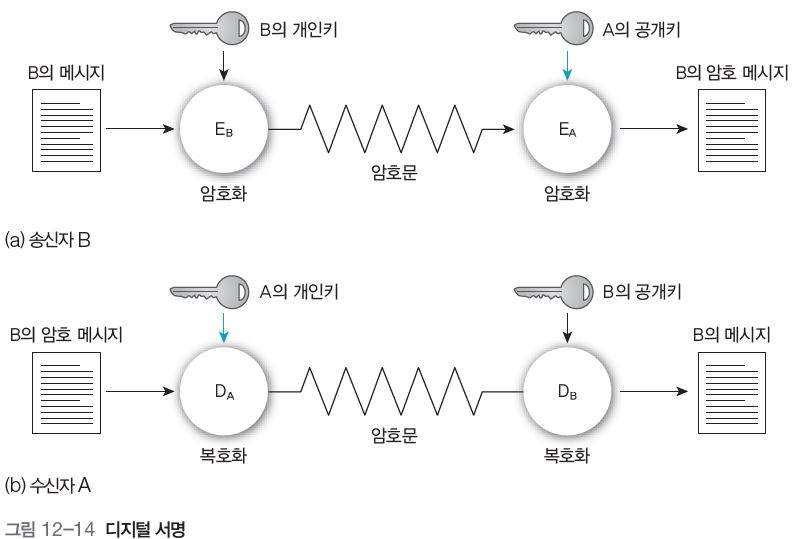 B의 개인키
A의 공개키
B의 메시지
B의 암호 메시지
EB
EA
암호문
암호화
암호화
(a) 송신자 B
A의 개인키
B의 공개키
B의 암호 메시지
B의 메시지
DA
DB
암호문
복호화
복호화
(b) 수신자 A
그림 12-14 디지털 서명